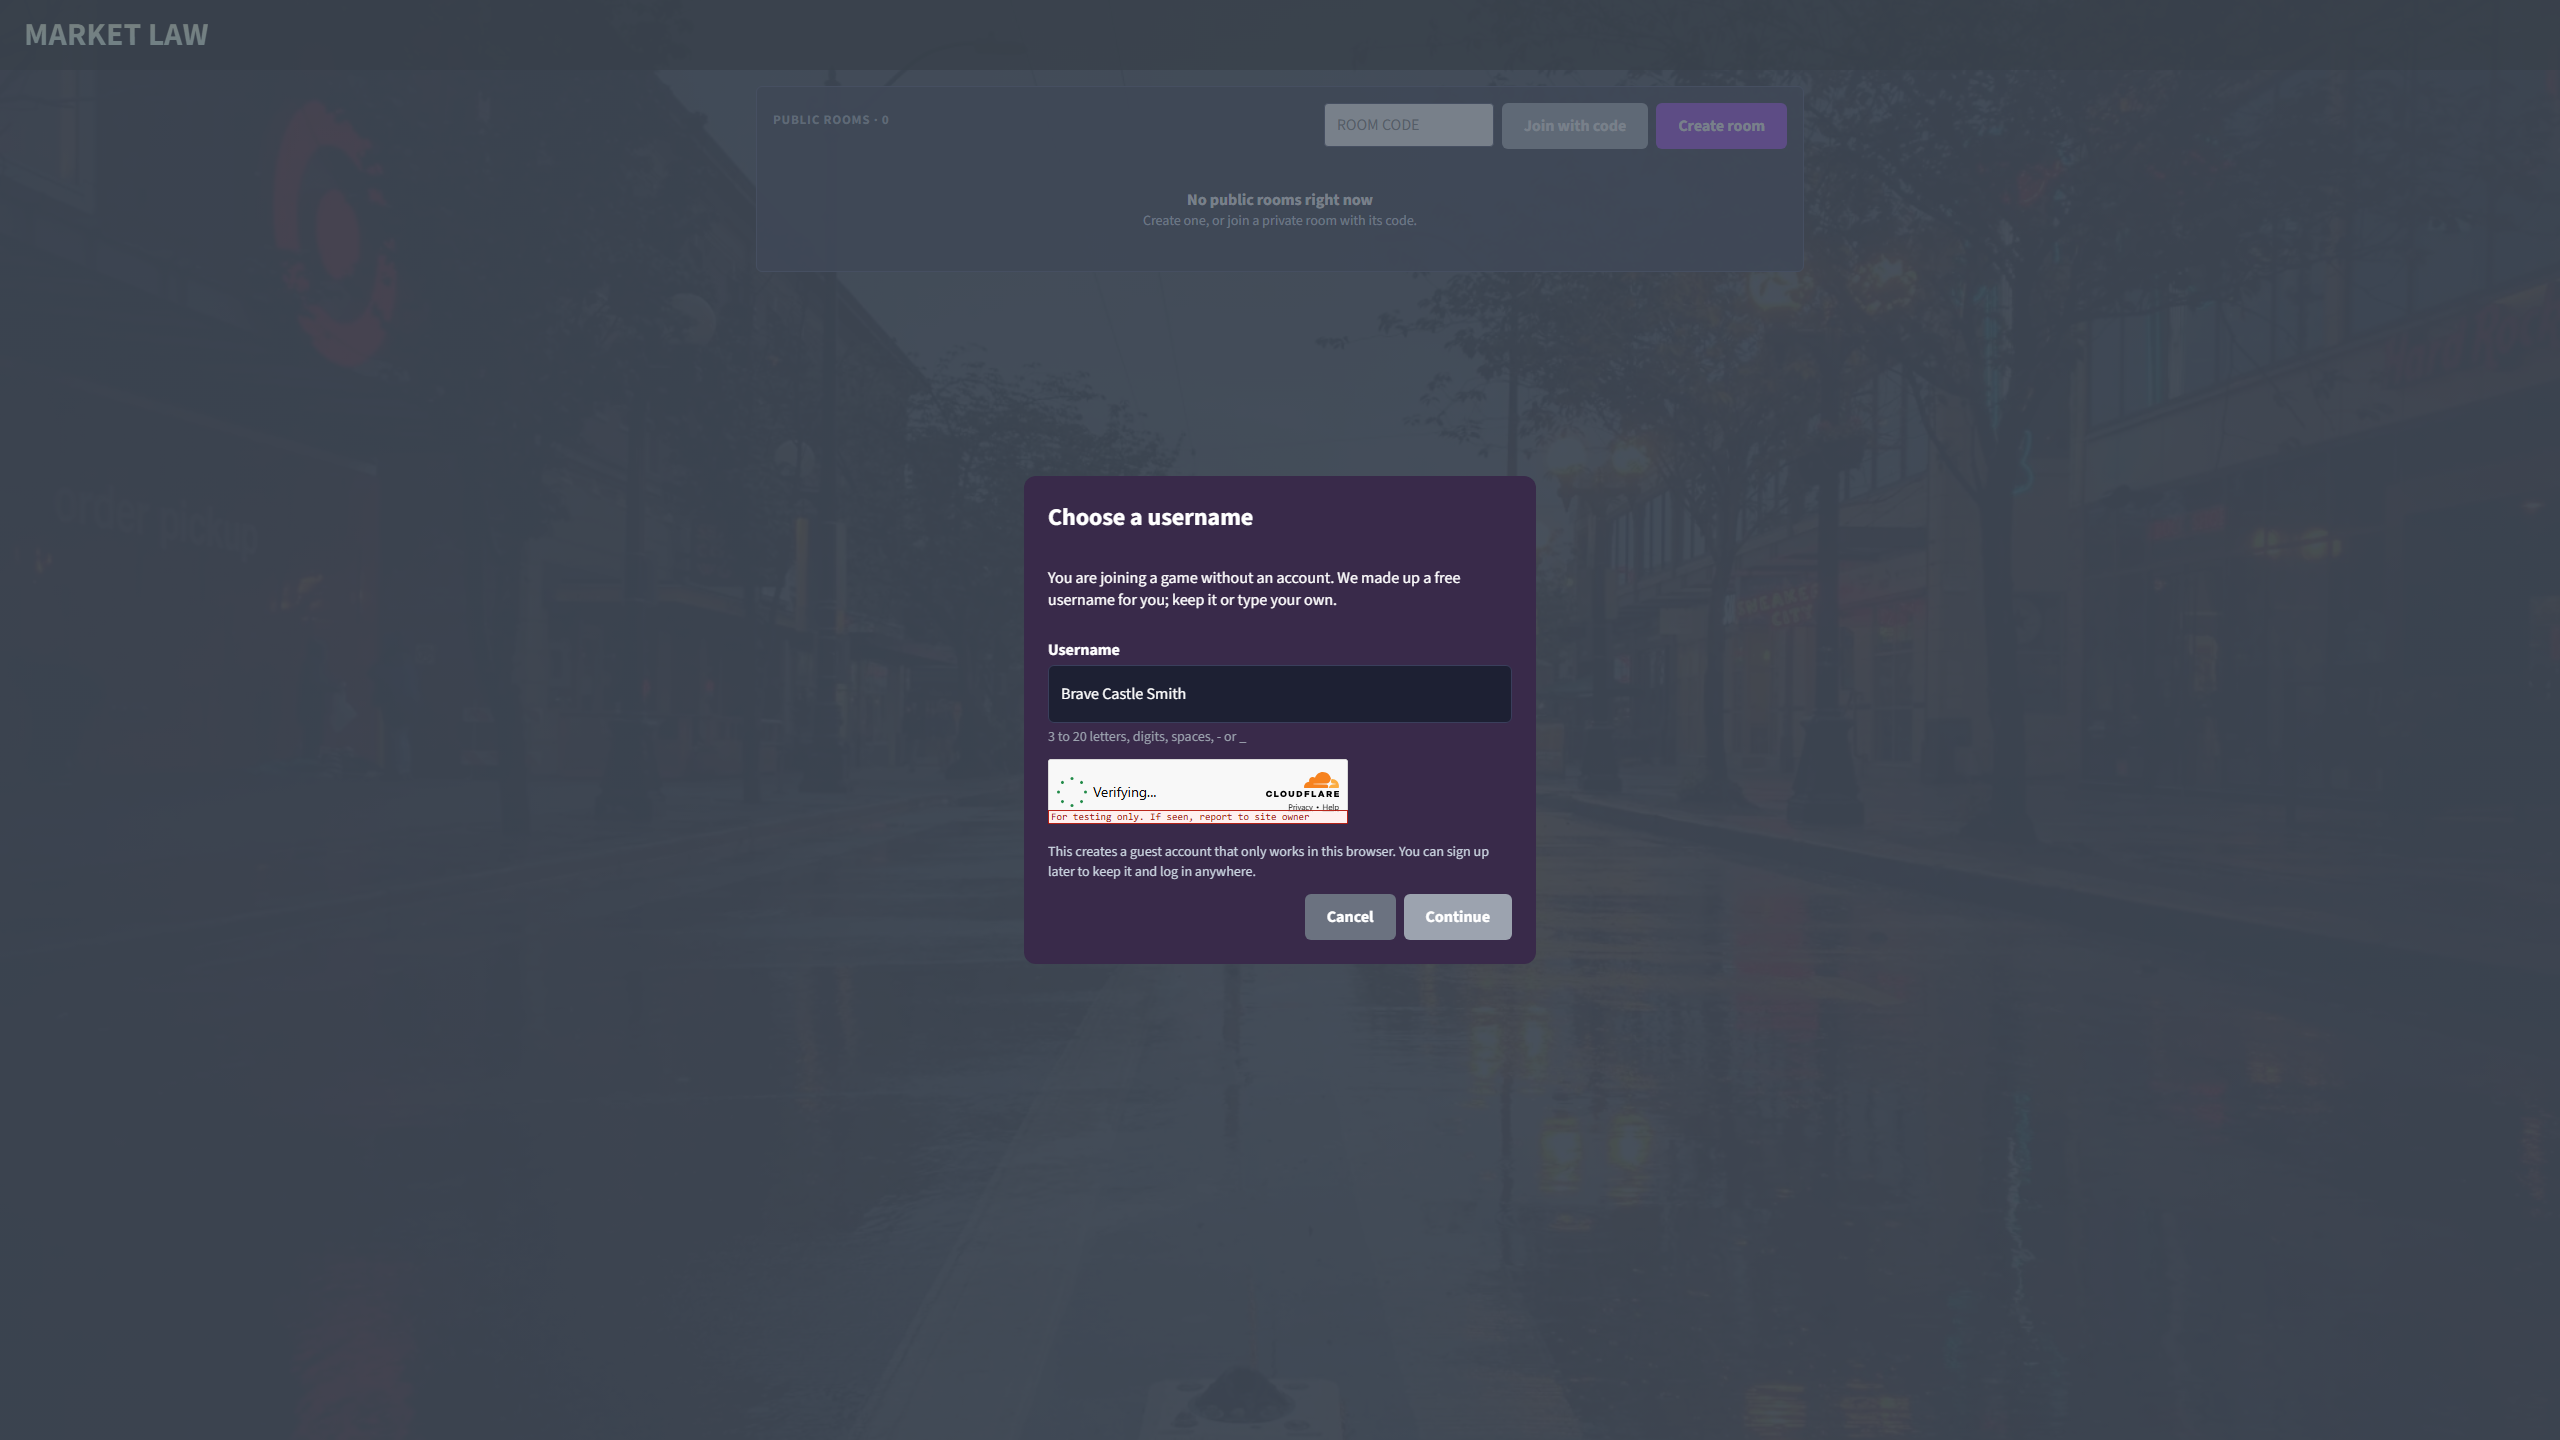 MARKET LAW
PUBLIC ROOMS · 0
ROOM CODE
Join with code
Create room
No public rooms right now
Create one, or join a private room with its code.
order pickup
SNEAKER
CITY
Choose a username
You are joining a game without an account. We made up a free
username for you; keep it or type your own.
Username
Brave Castle Smith
3 to 20 letters, digits, spaces, - or _
Verifying...
CLOUDFLARE
Privacy • Help
For testing only. If seen, report to site owner
This creates a guest account that only works in this browser. You can sign up
later to keep it and log in anywhere.
Cancel
Continue